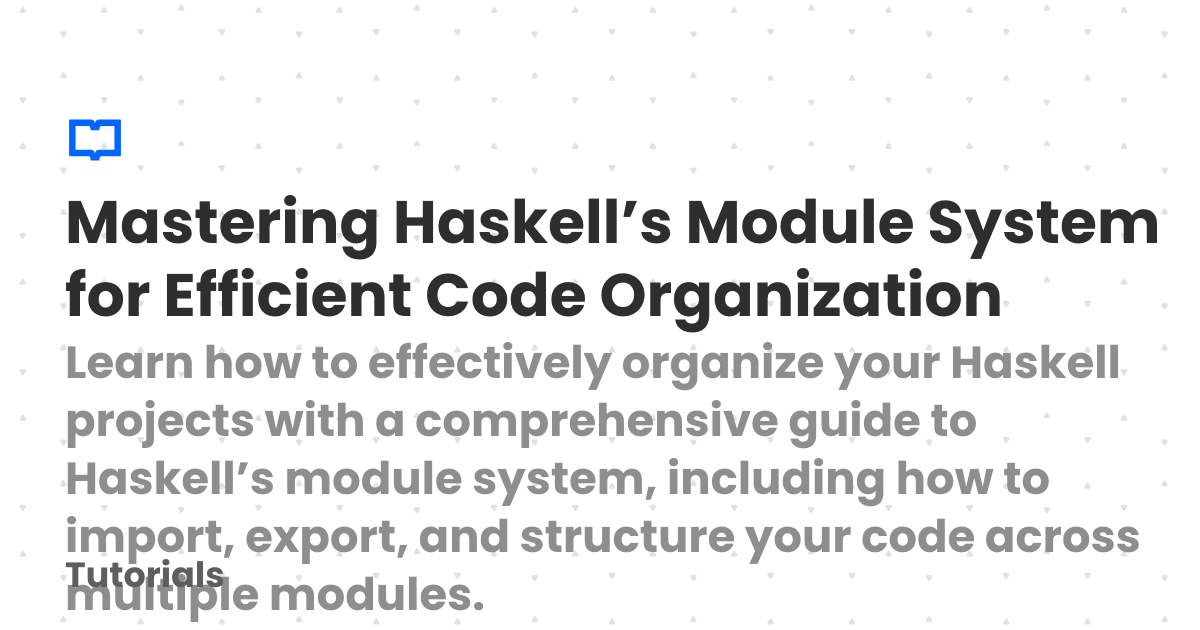 Mastering Haskell’s Module System
for Efficient Code Organization
Learn how to effectively organize your Haskell
projects with a comprehensive guide to
Haskell’s module system, including how to
import, export, and structure your code across
Tutorials
multiple modules.